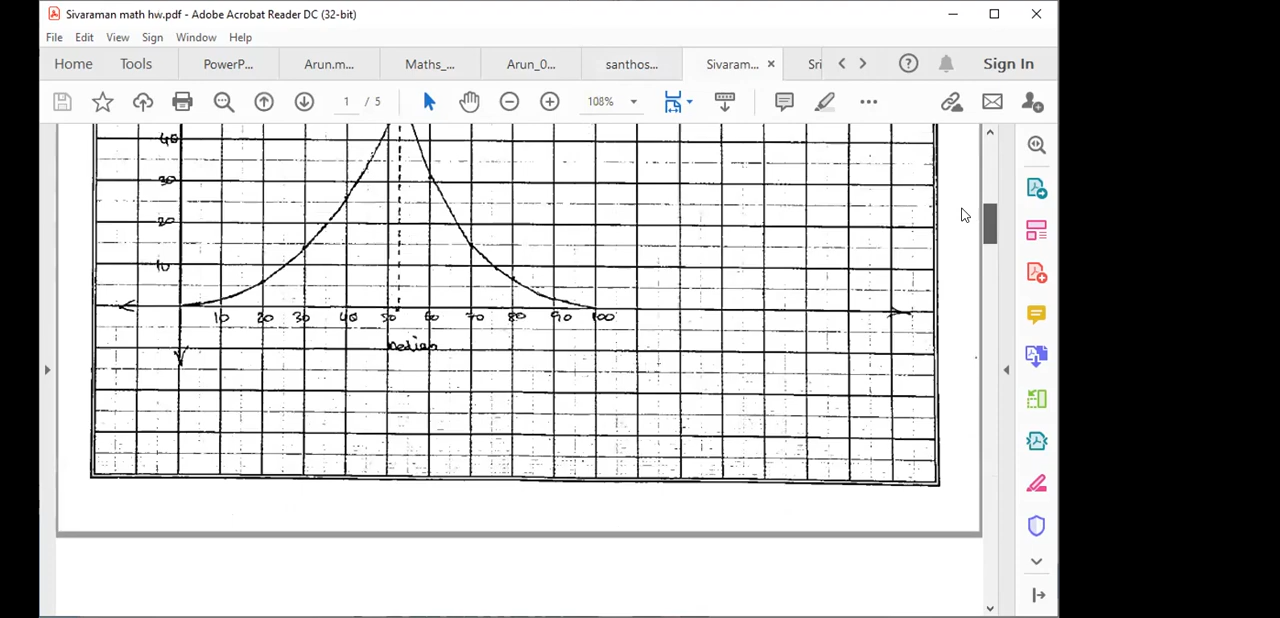 Sivaraman math hw.pdf - Adobe Acrobat Reader DC (32-bit)
File Edit View Sign Window Help
Home Tools PowerP... Arun.m... Maths_... Arun_0... santhos... Sivaram... × Sri Sign In
1 / 5 108%
40
30
20
10
10 20 30 40 50 60 70 80 90 100
Median